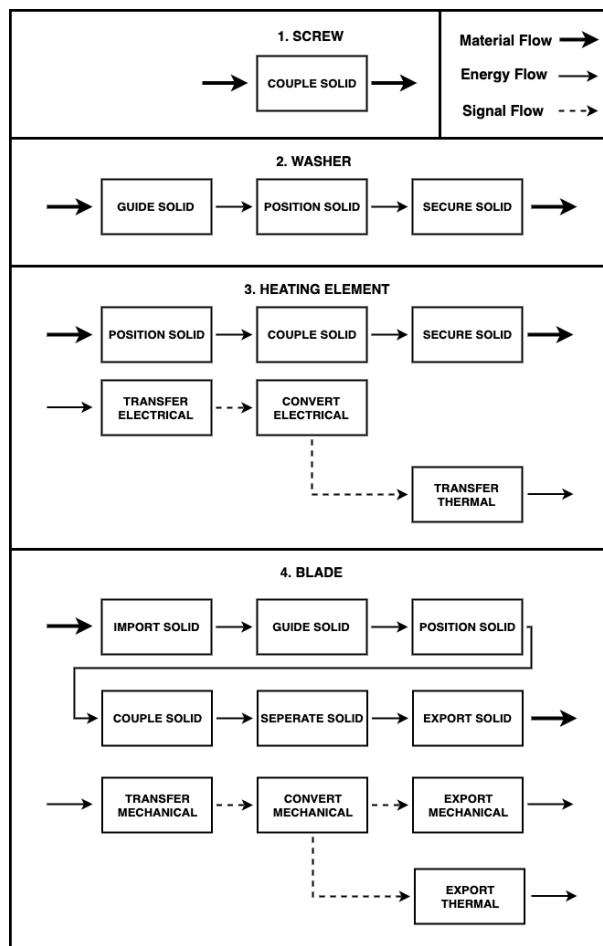 1. SCREW
COUPLE SOLID
Material Flow
Energy Flow
Signal Flow
2. WASHER
GUIDE SOLID
POSITION SOLID
SECURE SOLID
3. HEATING ELEMENT
POSITION SOLID
COUPLE SOLID
SECURE SOLID
TRANSFER
ELECTRICAL
CONVERT
ELECTRICAL
TRANSFER
THERMAL
4. BLADE
IMPORT SOLID
GUIDE SOLID
POSITION SOLID
COUPLE SOLID
SEPERATE SOLID
EXPORT SOLID
TRANSFER
MECHANICAL
CONVERT
MECHANICAL
EXPORT
MECHANICAL
EXPORT
THERMAL